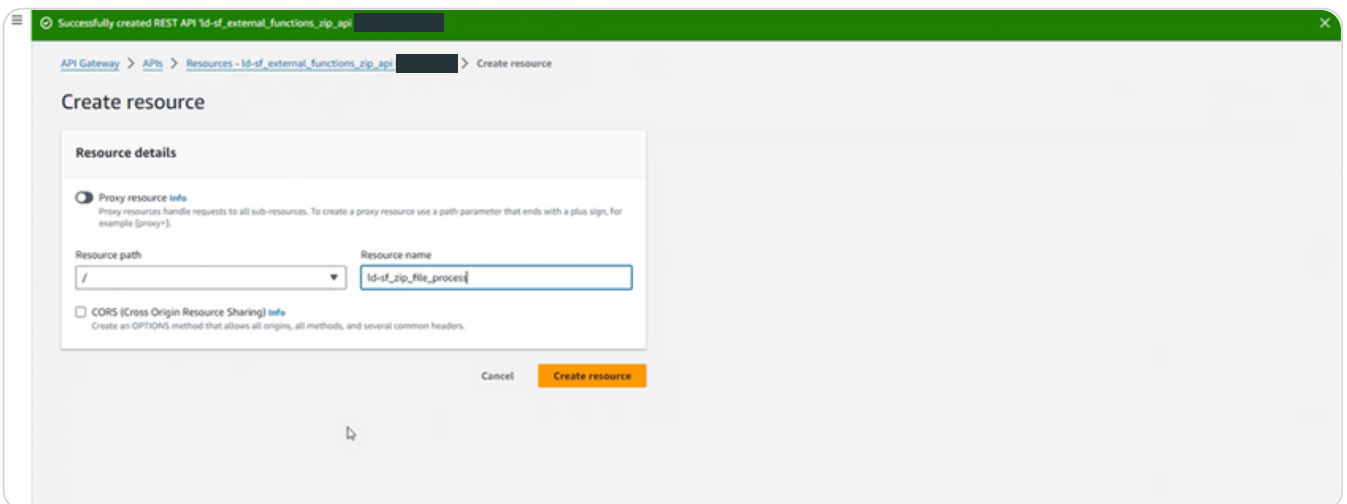 Successfully created REST API 'ld-sf_external_functions_zip_api
API Gateway > APIs > Resources - ld-sf_external_functions_zip_api > Create resource
Create resource
Resource details
Proxy resource Info
Proxy resources handle requests to all sub-resources. To create a proxy resource use a path parameter that ends with a plus sign, for
example {proxy+}.
Resource path
Resource name
/
ld-sf_zip_file_process
CORS (Cross Origin Resource Sharing) Info
Create an OPTIONS method that allows all origins, all methods, and several common headers.
Cancel
Create resource